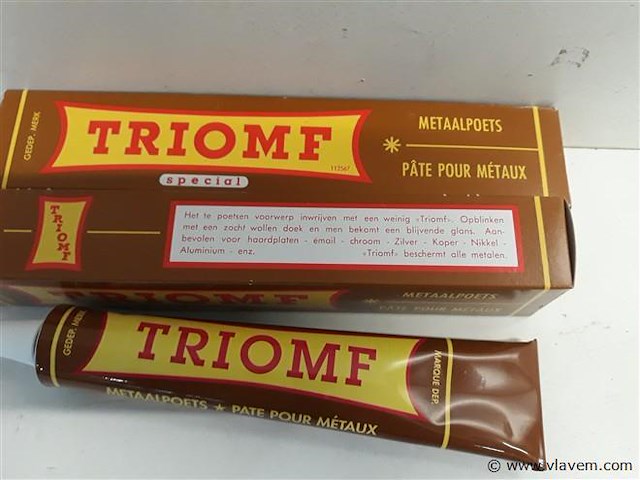 GEDEP. MERK
TRIOMF
113567
special
METAALPOETS
PÂTE POUR MÉTAUX
TRIOMF
Het te poetsen voorwerp inwrijven met een weinig «Triomf». Opblinken
met een zacht wollen doek en men bekomt een blijvende glans. Aan-
bevolen voor haardplaten - email - chroom - Zilver - Koper - Nikkel -
Aluminium - enz. «Triomf» beschermt alle metalen.
TRIOMF
METAALPOETS
PÂTE POUR MÉTAUX
GEDEP. MERK
TRIOMF
MARQUE DEP.
METAALPOETS ★ PATE POUR MÉTAUX
© www.vlavem.com